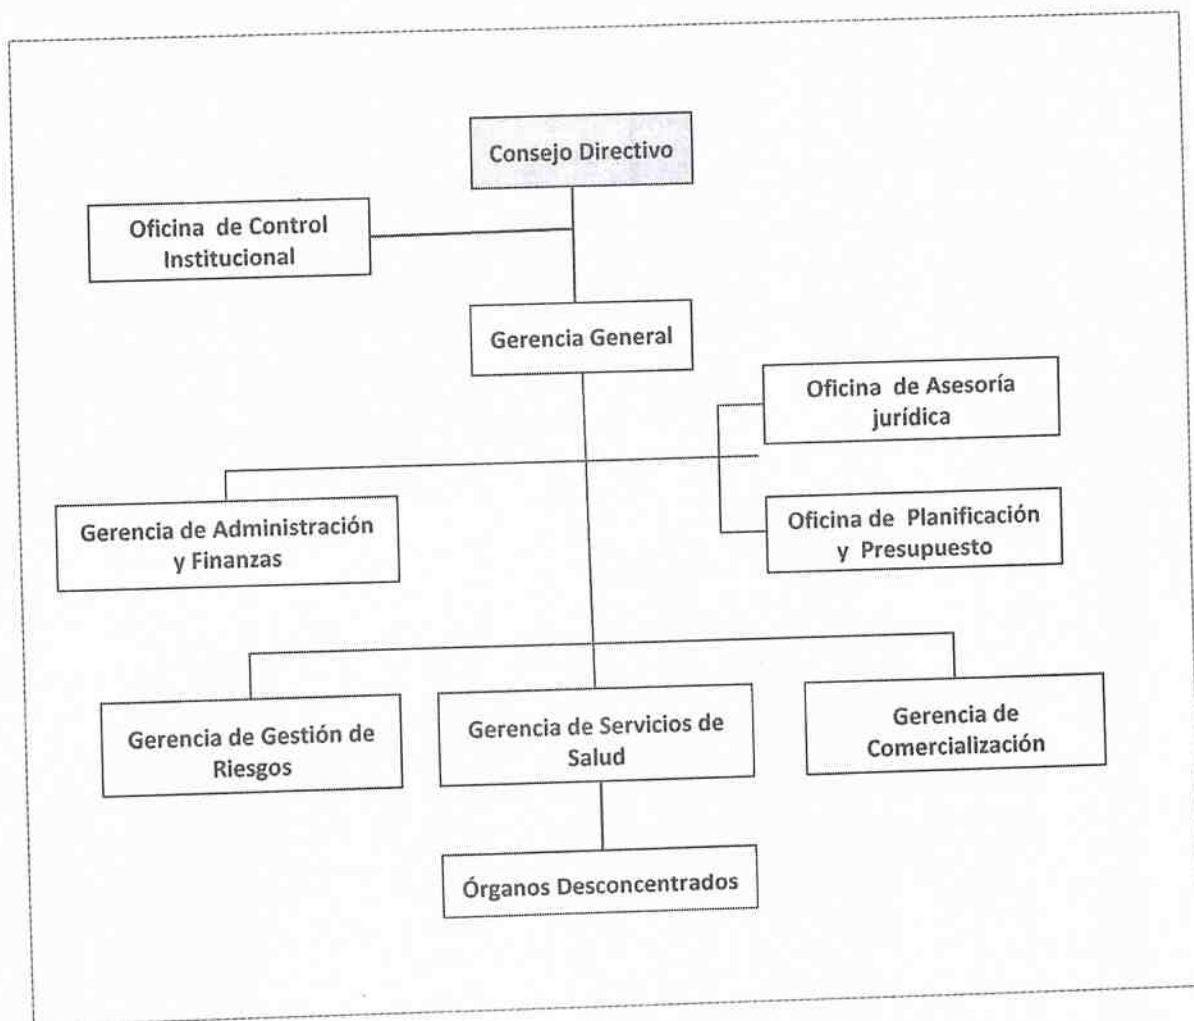 Consejo Directivo
Oficina de Control
Institucional
Gerencia General
Oficina de Asesoría
jurídica
Gerencia de Administración
y Finanzas
Oficina de Planificación
y Presupuesto
Gerencia de Gestión de
Riesgos
Gerencia de Servicios de
Salud
Gerencia de
Comercialización
Órganos Desconcentrados